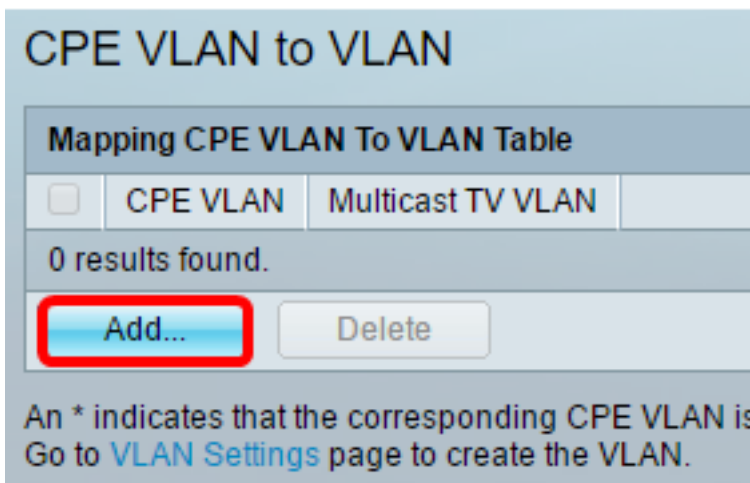 CPE VLAN to VLAN
Mapping CPE VLAN To VLAN Table
CPE VLAN Multicast TV VLAN
0 results found.
Add... Delete
An * indicates that the corresponding CPE VLAN is
Go to VLAN Settings page to create the VLAN.